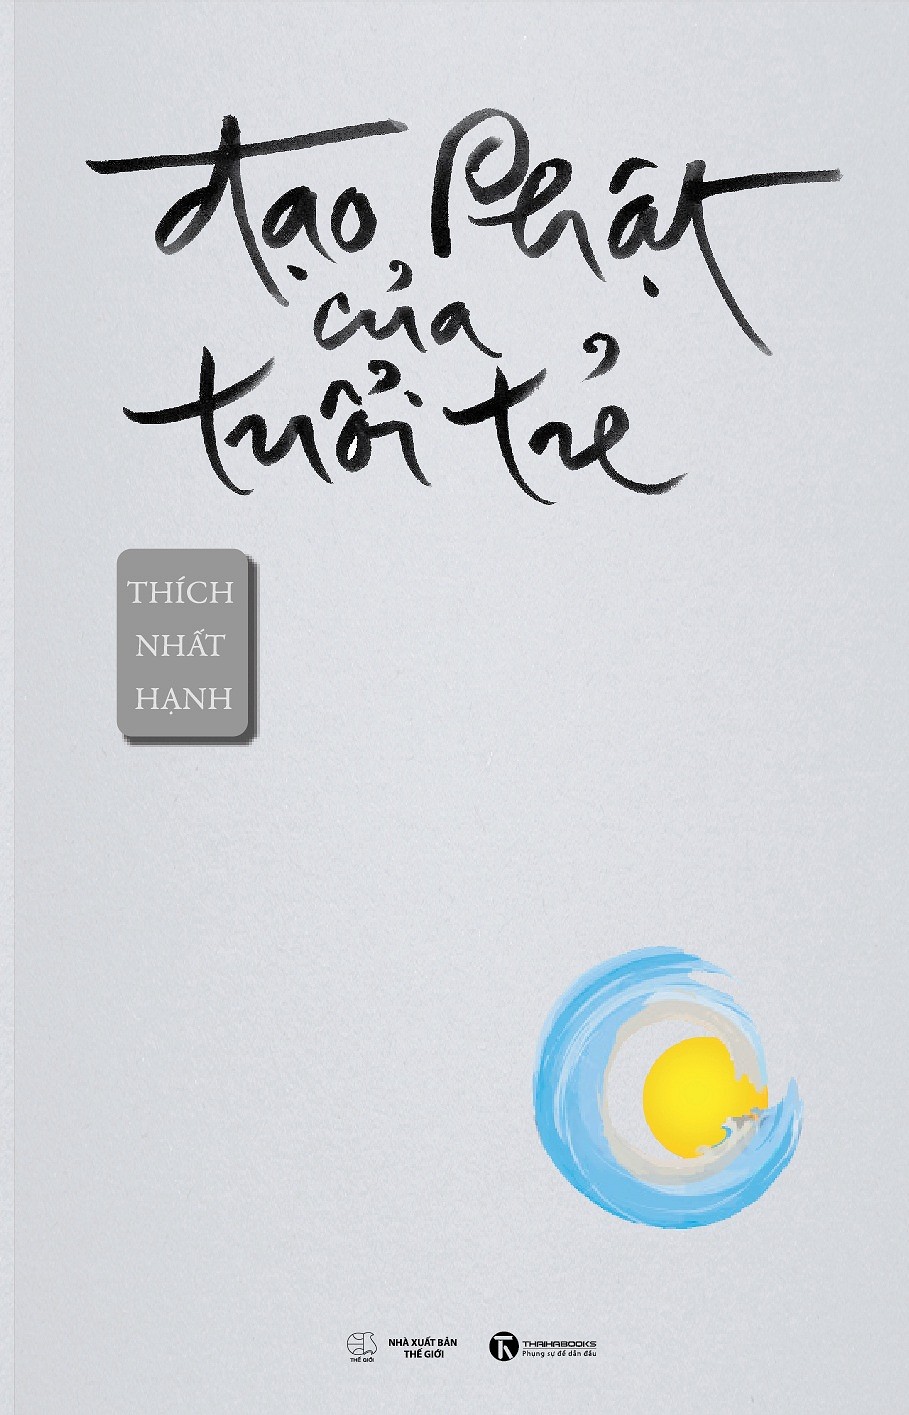 đạo Phật
của
tuổi trẻ
THÍCH
NHẤT
HẠNH
THẾ GIỚI
NHÀ XUẤT BẢN
THẾ GIỚI
THAIHABOOKS
Phụng sự để dẫn đầu